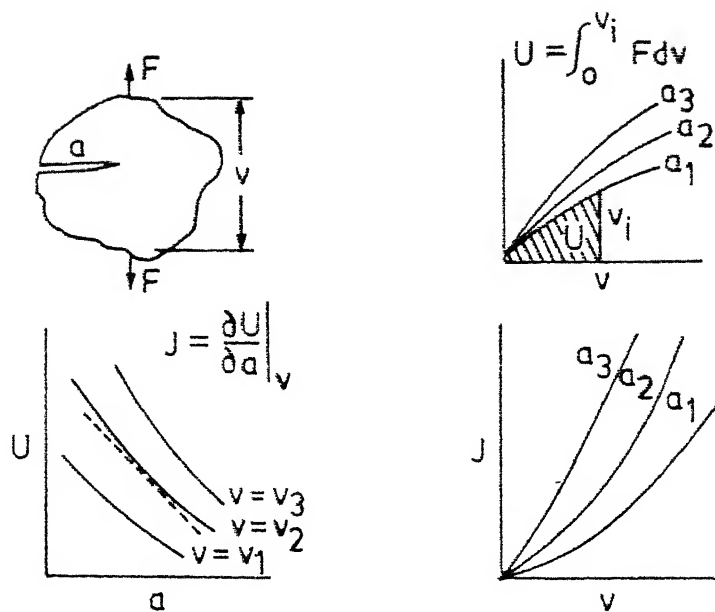 F
a
v
F
U = ∫₀^{vᵢ} Fdv
a₃
a₂
a₁
U
vᵢ
v
J = ∂U/∂a |ᵥ
U
v = v₃
v = v₂
v = v₁
a
J
a₃
a₂
a₁
v